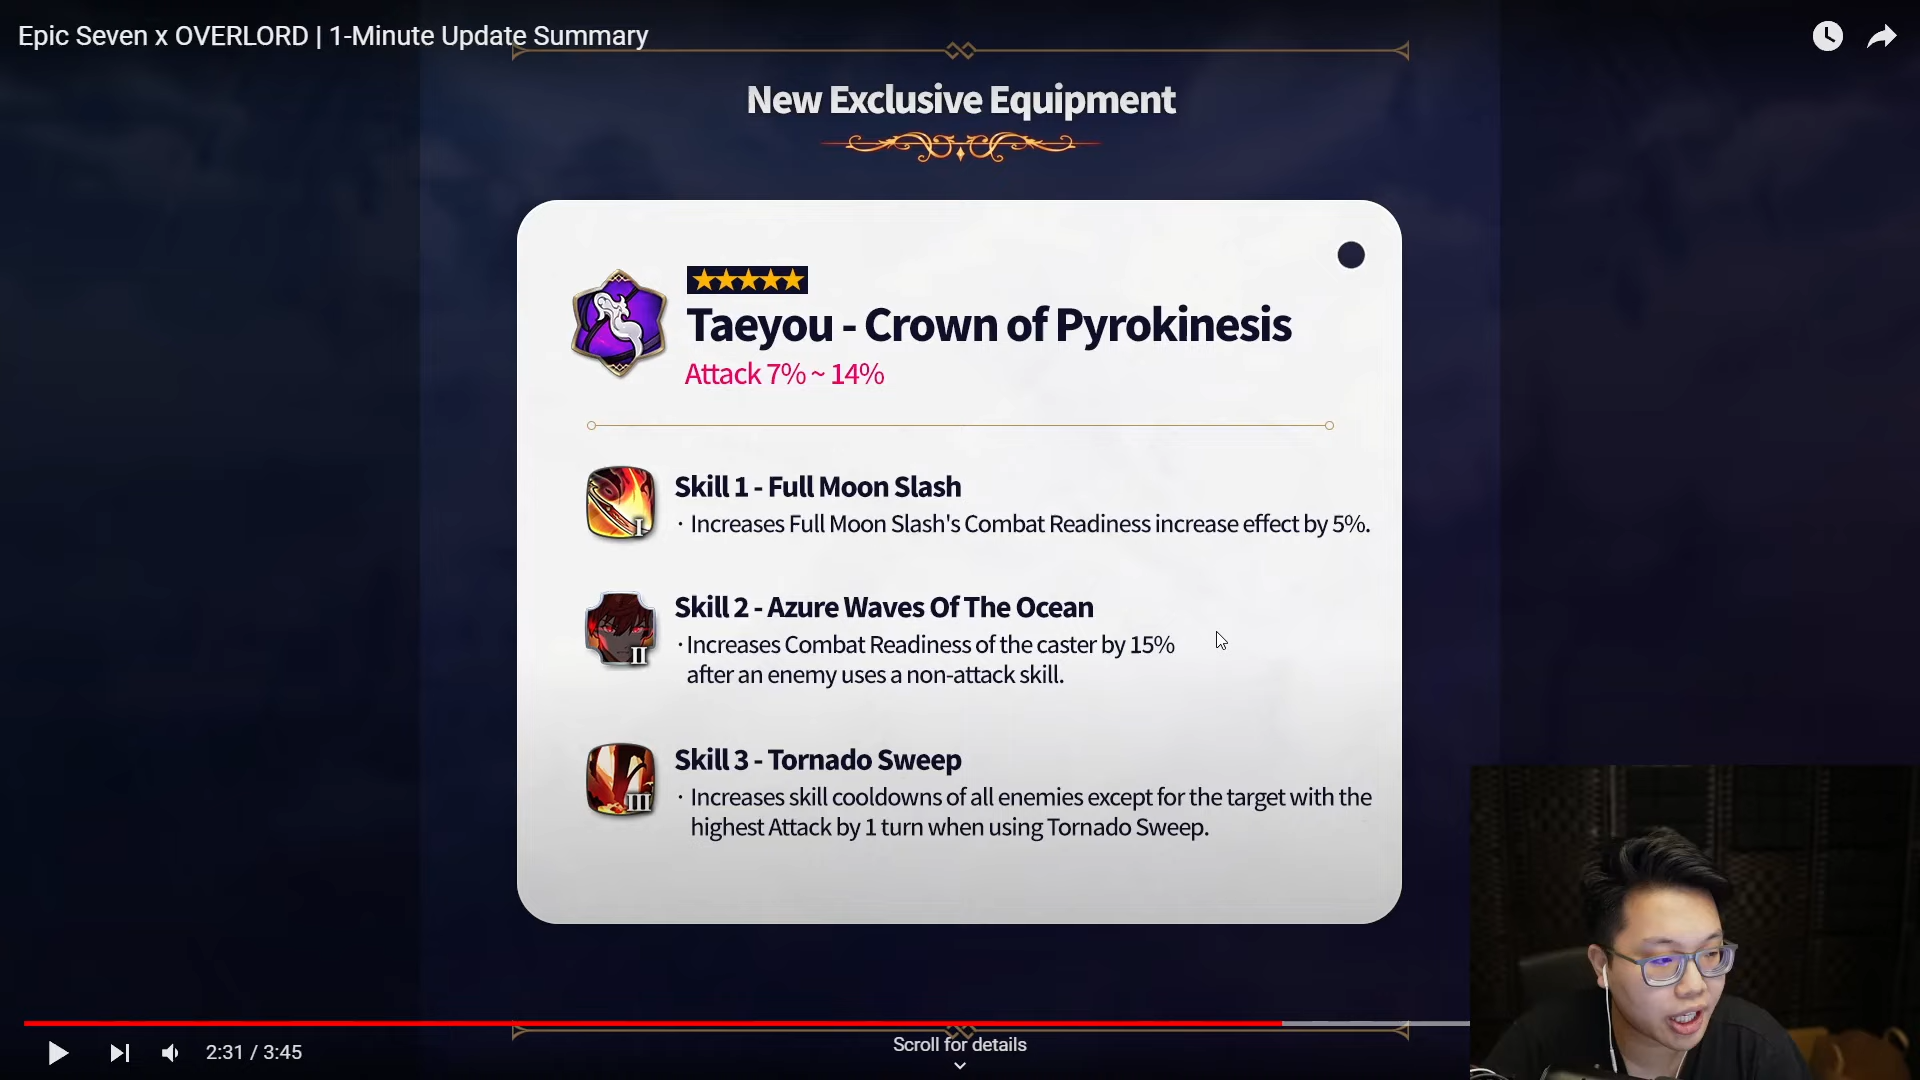 Epic Seven x OVERLORD | 1-Minute Update Summary
New Exclusive Equipment
Taeyou - Crown of Pyrokinesis
Attack 7% ~ 14%
Skill 1 - Full Moon Slash
· Increases Full Moon Slash's Combat Readiness increase effect by 5%.
I
Skill 2 - Azure Waves Of The Ocean
· Increases Combat Readiness of the caster by 15%
after an enemy uses a non-attack skill.
II
Skill 3 - Tornado Sweep
· Increases skill cooldowns of all enemies except for the target with the
highest Attack by 1 turn when using Tornado Sweep.
III
2:31 / 3:45
Scroll for details